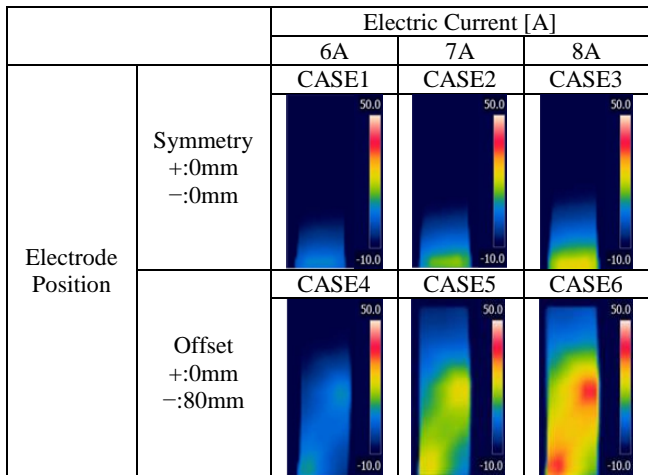 Electric Current [A]
6A 7A 8A
CASE1 CASE2 CASE3
50.0 50.0 50.0
Symmetry
+:0mm
−:0mm
-10.0 -10.0 -10.0
Electrode
Position
CASE4 CASE5 CASE6
50.0 50.0 50.0
Offset
+:0mm
−:80mm
-10.0 -10.0 -10.0